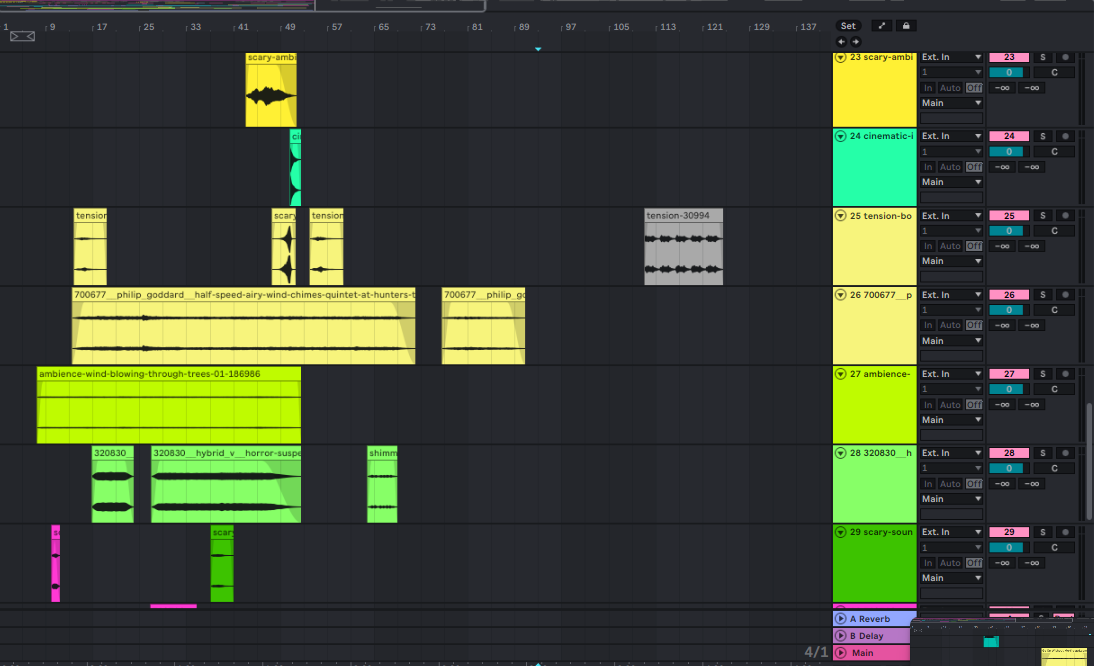 1 9 17 25 33 41 49 57 65 73 81 89 97 105 113 121 129 137 Set
scary-ambi 23 scary-ambi Ext. In 23 S
1 0 C
In Auto Off -∞ -∞
Main
ci 24 cinematic-i Ext. In 24 S
1 0 C
In Auto Off -∞ -∞
Main
tension scary tension tension-30994 25 tension-bo Ext. In 25 S
1 0 C
In Auto Off -∞ -∞
Main
700677__philip_goddard__half-speed-airy-wind-chimes-quintet-at-hunters-t 700677__philip_go 26 700677__p Ext. In 26 S
1 0 C
In Auto Off -∞ -∞
Main
ambience-wind-blowing-through-trees-01-186986 27 ambience- Ext. In 27 S
1 0 C
In Auto Off -∞ -∞
Main
320830_ 320830__hybrid_v__horror-suspe shimm 28 320830__h Ext. In 28 S
1 0 C
In Auto Off -∞ -∞
Main
scary 29 scary-soun Ext. In 29 S
1 0 C
In Auto Off -∞ -∞
Main
A Reverb
B Delay
4/1 Main